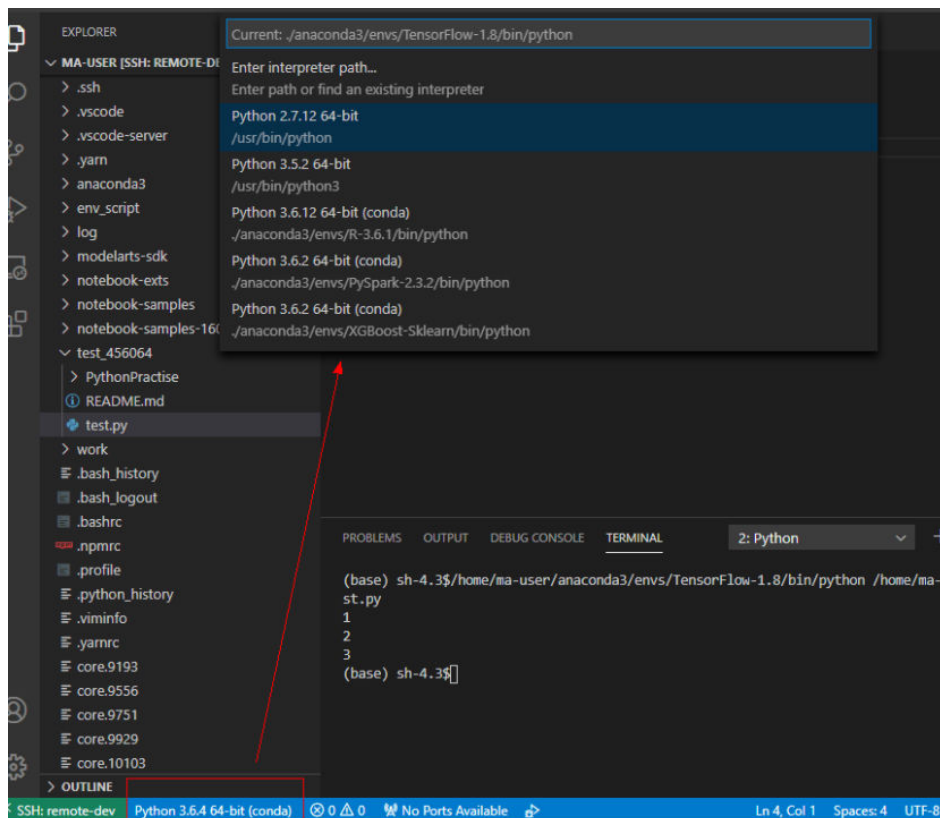 EXPLORER
MA-USER [SSH: REMOTE-DE
.ssh
.vscode
.vscode-server
.yarn
anaconda3
env_script
log
modelarts-sdk
notebook-exts
notebook-samples
notebook-samples-160
test_456064
PythonPractise
README.md
test.py
work
.bash_history
.bash_logout
.bashrc
.npmrc
.profile
.python_history
.viminfo
.yarnrc
core.9193
core.9556
core.9751
core.9929
core.10103
OUTLINE
Current: ./anaconda3/envs/TensorFlow-1.8/bin/python
Enter interpreter path...
Enter path or find an existing interpreter
Python 2.7.12 64-bit
/usr/bin/python
Python 3.5.2 64-bit
/usr/bin/python3
Python 3.6.12 64-bit (conda)
./anaconda3/envs/R-3.6.1/bin/python
Python 3.6.2 64-bit (conda)
./anaconda3/envs/PySpark-2.3.2/bin/python
Python 3.6.2 64-bit (conda)
./anaconda3/envs/XGBoost-Sklearn/bin/python
PROBLEMS OUTPUT DEBUG CONSOLE TERMINAL 2: Python
(base) sh-4.3$/home/ma-user/anaconda3/envs/TensorFlow-1.8/bin/python /home/ma-
st.py
1
2
3
(base) sh-4.3$
SSH: remote-dev Python 3.6.4 64-bit (conda) 0 0 No Ports Available Ln 4, Col 1 Spaces: 4 UTF-8